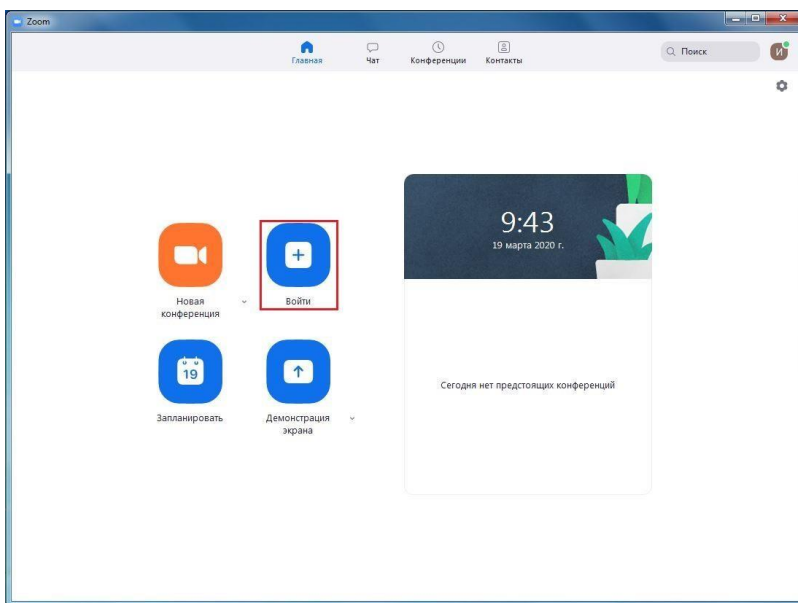 Zoom
Главная
Чат
Конференции
Контакты
Поиск
И
9:43
19 марта 2020 г.
Новая
конференция
Войти
19
Запланировать
Демонстрация
экрана
Сегодня нет предстоящих конференций